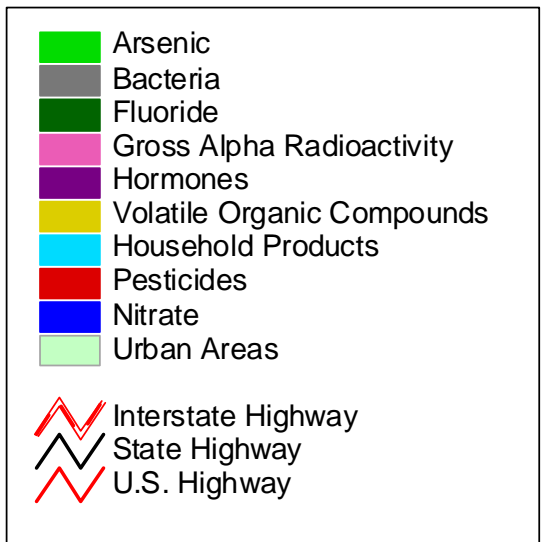 Arsenic
Bacteria
Fluoride
Gross Alpha Radioactivity
Hormones
Volatile Organic Compounds
Household Products
Pesticides
Nitrate
Urban Areas
Interstate Highway
State Highway
U.S. Highway